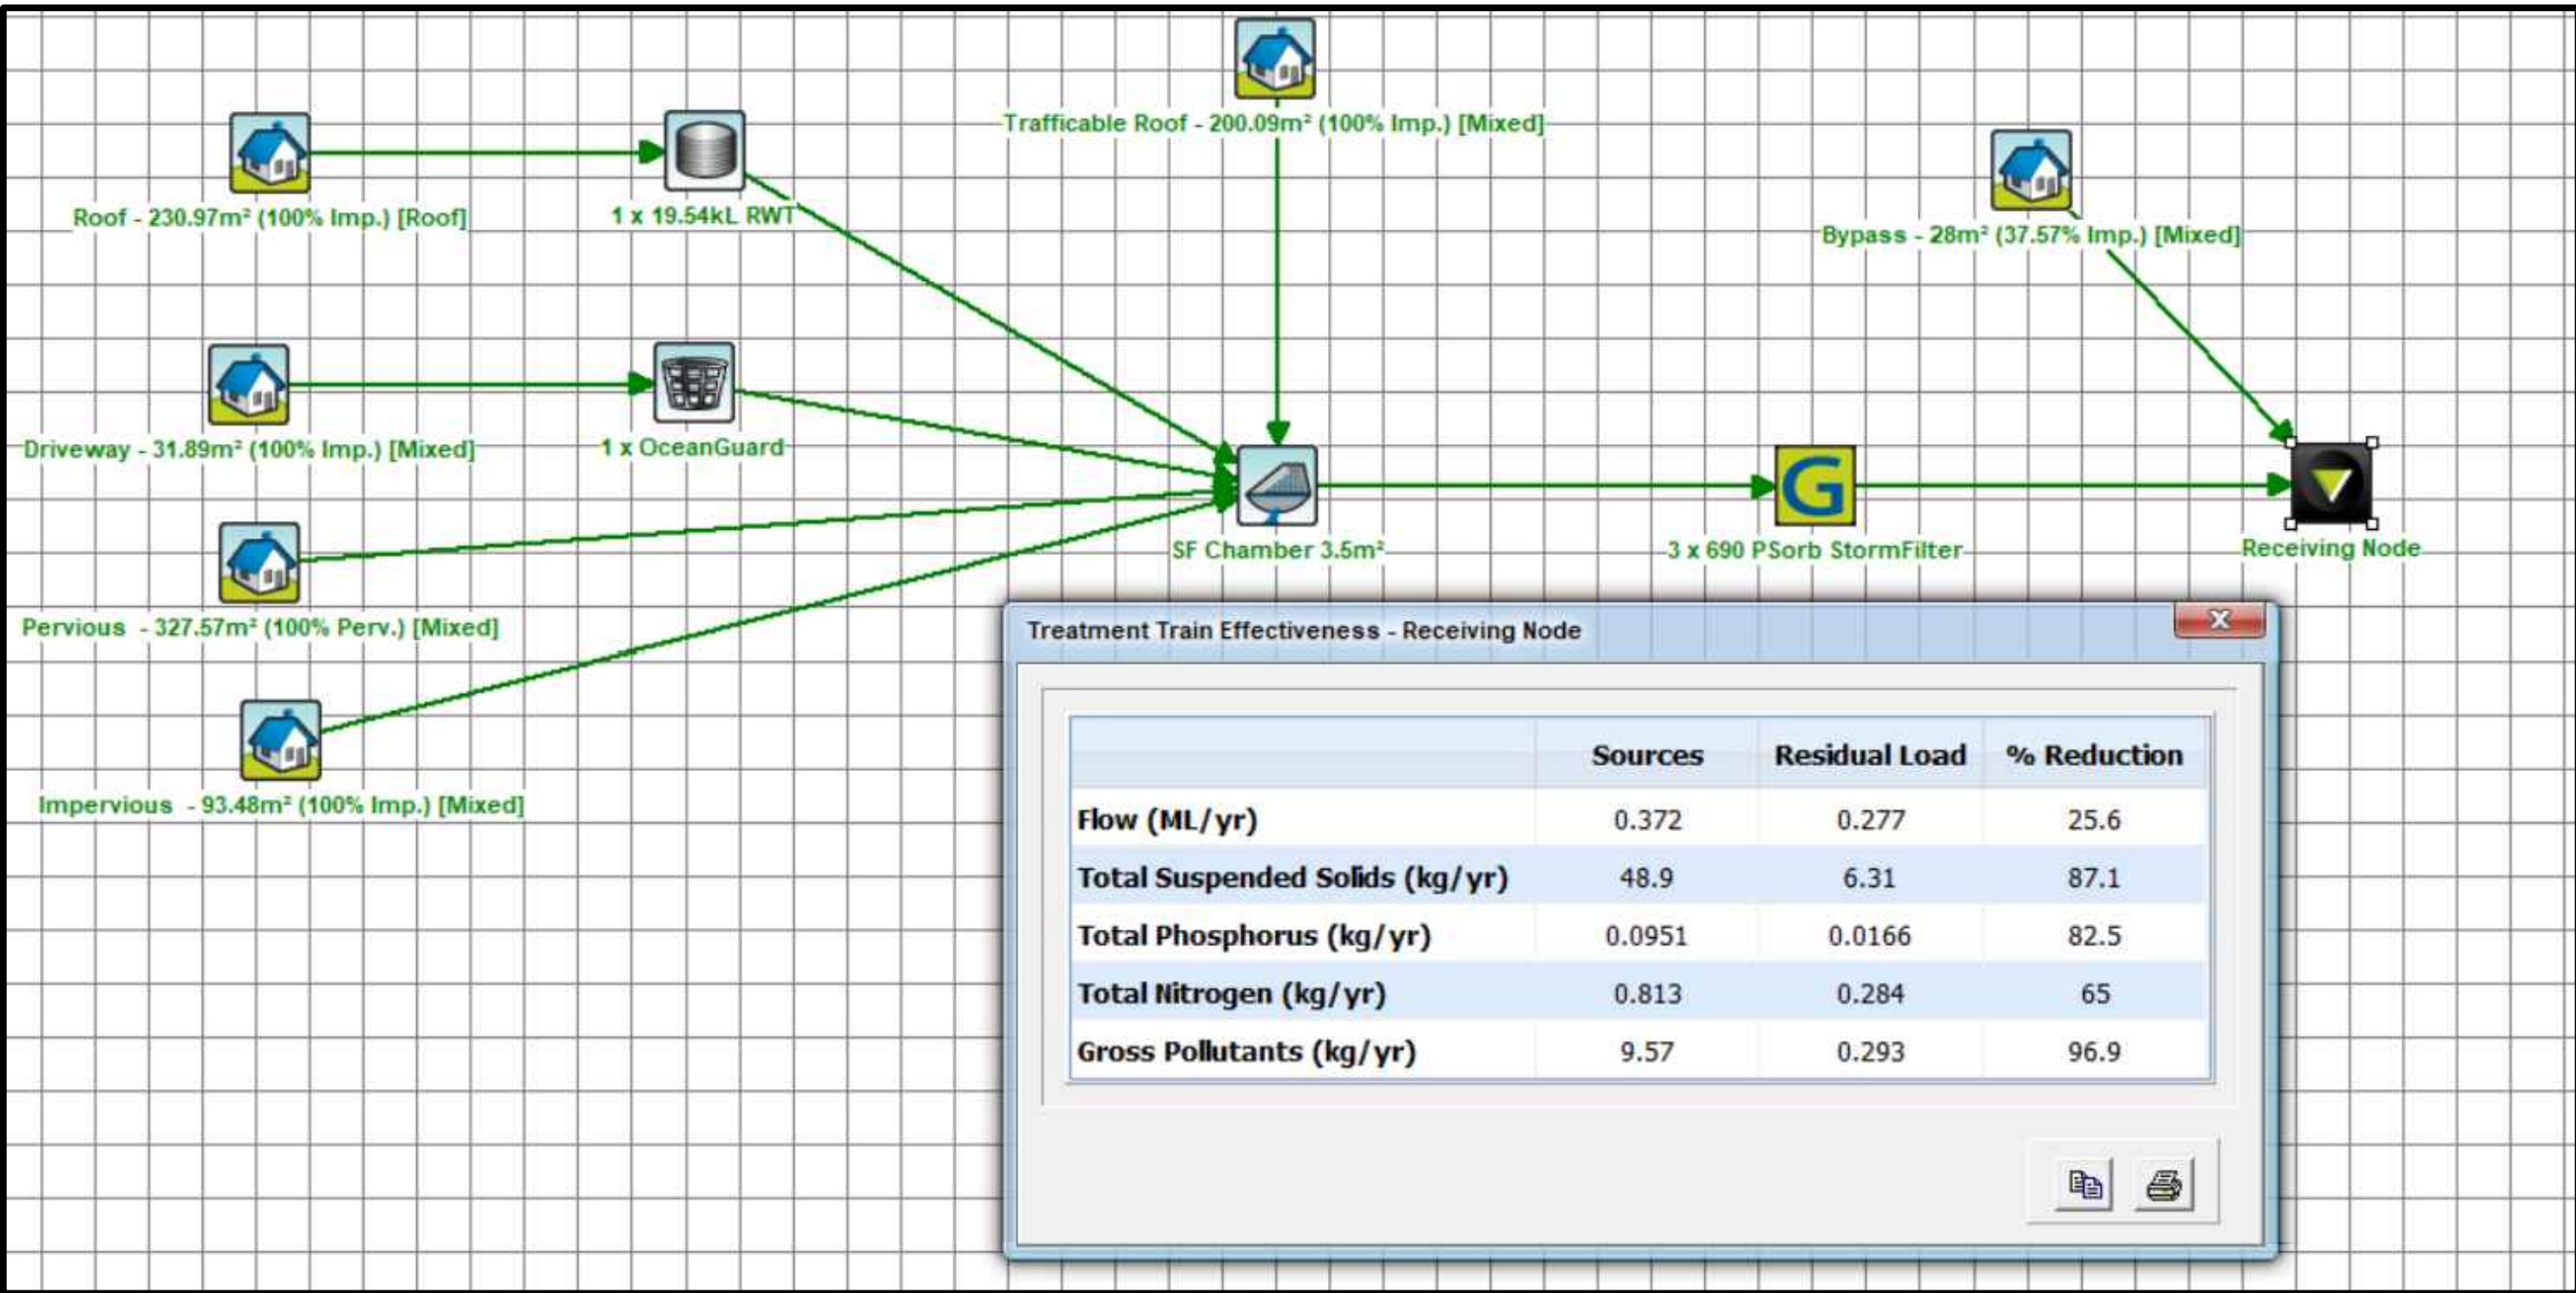 Trafficable Roof - 200.09m² (100% Imp.) [Mixed]
Roof - 230.97m² (100% Imp.) [Roof]
1 x 19.54kL RWT
Bypass - 28m² (37.57% Imp.) [Mixed]
Driveway - 31.89m² (100% Imp.) [Mixed]
1 x OceanGuard
G
SF Chamber 3.5m²
3 x 690 PSorb StormFilter
Receiving Node
Pervious - 327.57m² (100% Perv.) [Mixed]
Impervious - 93.48m² (100% Imp.) [Mixed]
Treatment Train Effectiveness - Receiving Node
Sources Residual Load % Reduction
Flow (ML/yr) 0.372 0.277 25.6
Total Suspended Solids (kg/yr) 48.9 6.31 87.1
Total Phosphorus (kg/yr) 0.0951 0.0166 82.5
Total Nitrogen (kg/yr) 0.813 0.284 65
Gross Pollutants (kg/yr) 9.57 0.293 96.9